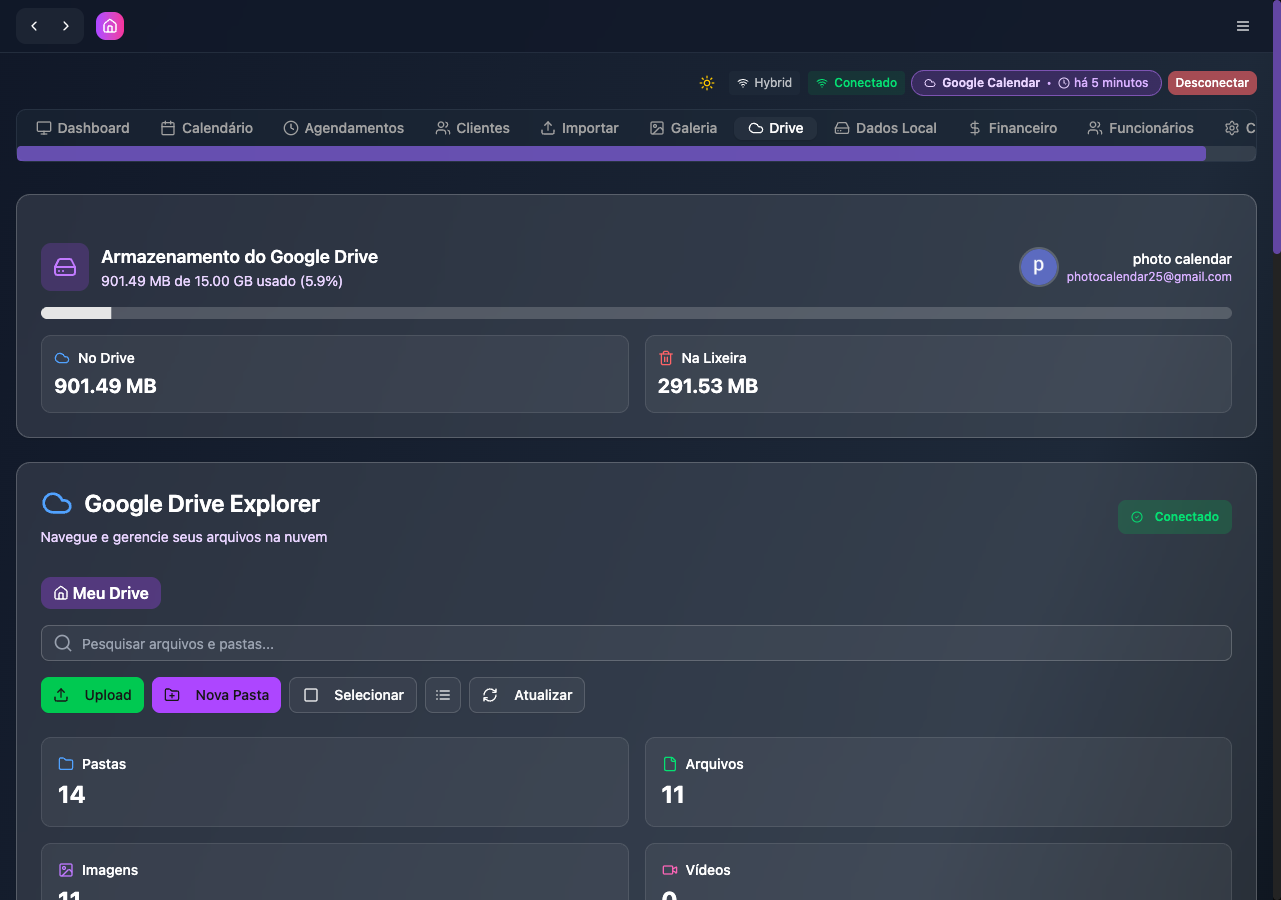 Hybrid Conectado Google Calendar • há 5 minutos Desconectar
Dashboard Calendário Agendamentos Clientes Importar Galeria Drive Dados Local Financeiro Funcionários C
Armazenamento do Google Drive
901.49 MB de 15.00 GB usado (5.9%)
p
photo calendar
photocalendar25@gmail.com
No Drive
901.49 MB
Na Lixeira
291.53 MB
Google Drive Explorer
Navegue e gerencie seus arquivos na nuvem
Conectado
Meu Drive
Pesquisar arquivos e pastas...
Upload Nova Pasta Selecionar Atualizar
Pastas
14
Arquivos
11
Imagens
11
Vídeos
0